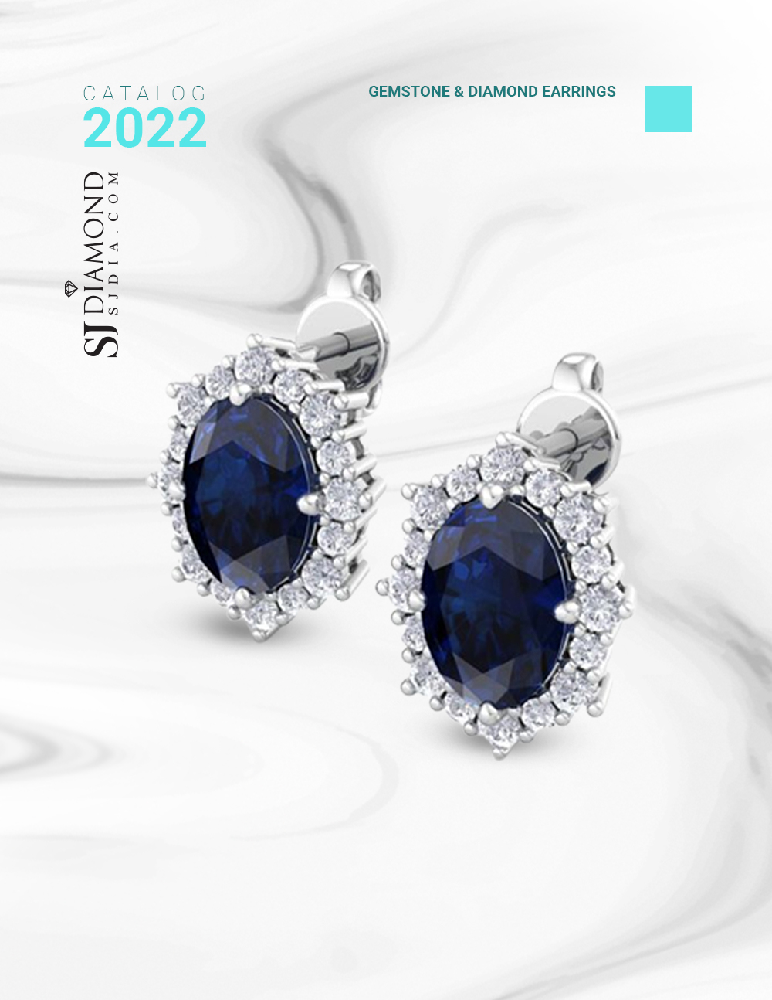 CATALOG
2022
GEMSTONE & DIAMOND EARRINGS
SJ DIAMOND
SJDIA.COM